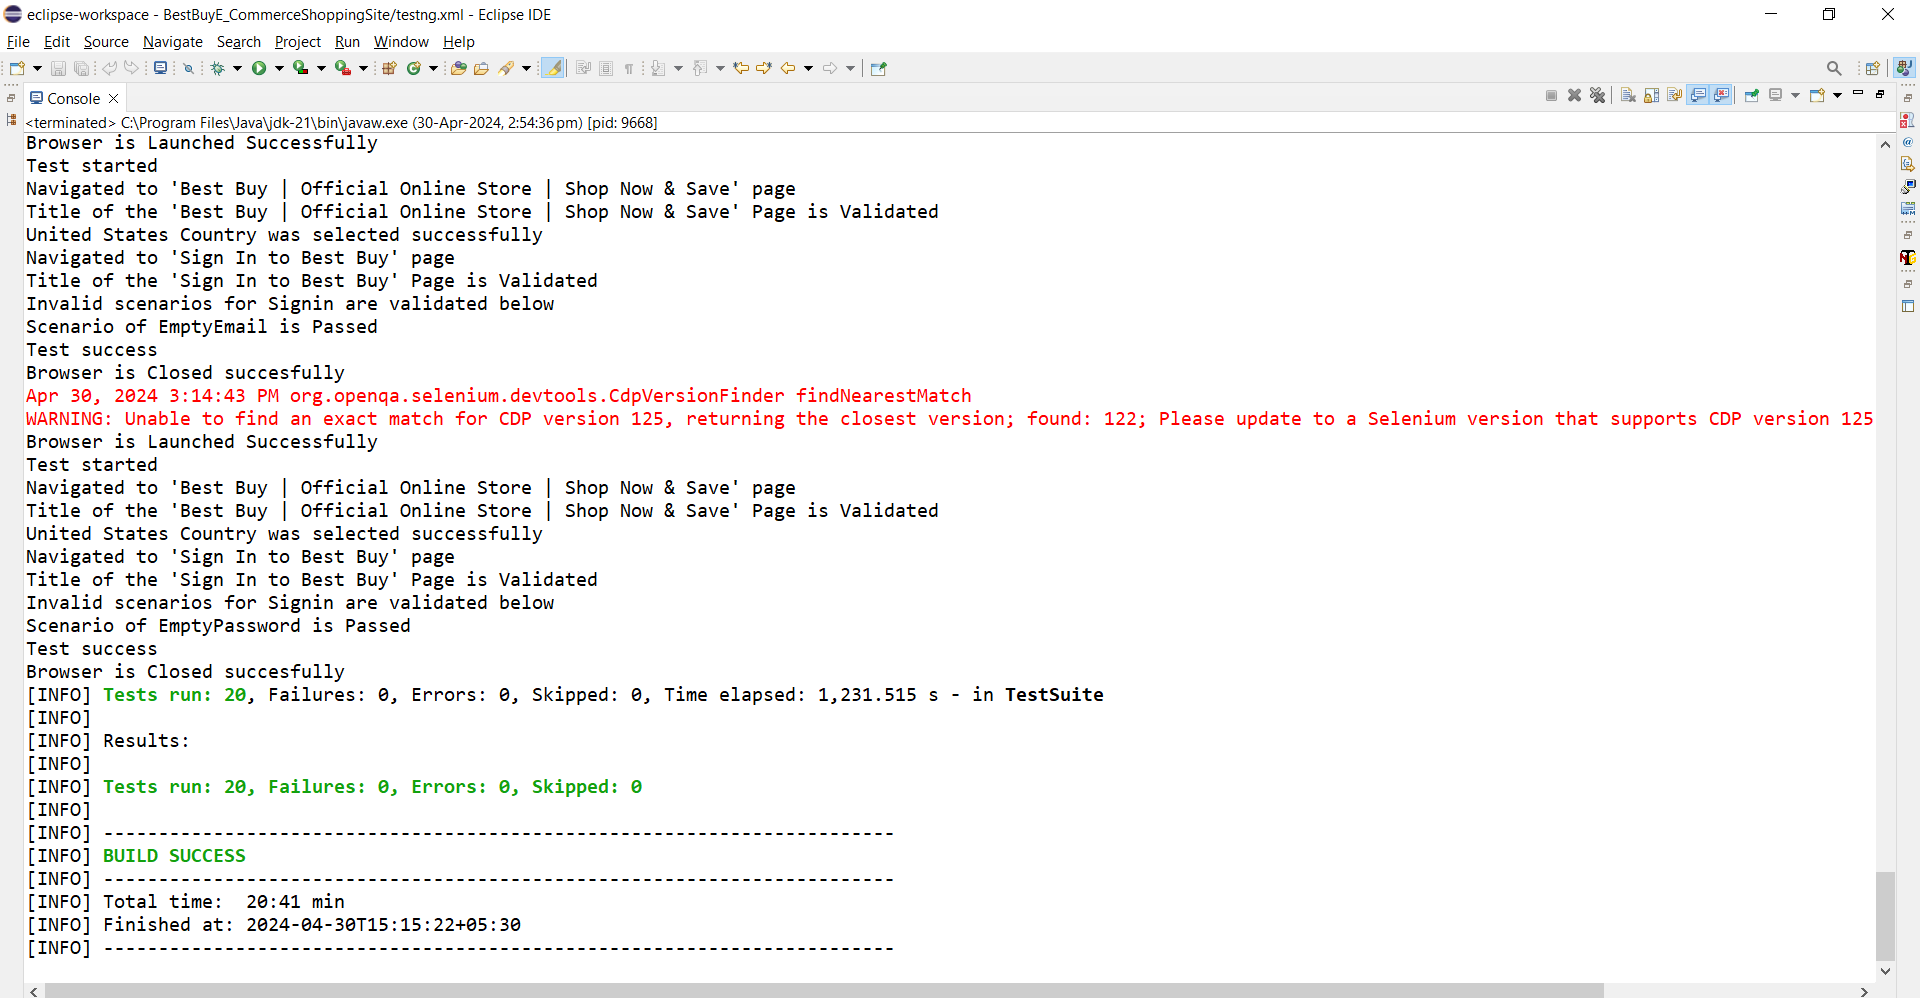 eclipse-workspace - BestBuyE_CommerceShoppingSite/testng.xml - Eclipse IDE
File Edit Source Navigate Search Project Run Window Help
Console
<terminated> C:\Program Files\Java\jdk-21\bin\javaw.exe (30-Apr-2024, 2:54:36 pm) [pid: 9668]
Browser is Launched Successfully
Test started
Navigated to 'Best Buy | Official Online Store | Shop Now & Save' page
Title of the 'Best Buy | Official Online Store | Shop Now & Save' Page is Validated
United States Country was selected successfully
Navigated to 'Sign In to Best Buy' page
Title of the 'Sign In to Best Buy' Page is Validated
Invalid scenarios for Signin are validated below
Scenario of EmptyEmail is Passed
Test success
Browser is Closed succesfully
Apr 30, 2024 3:14:43 PM org.openqa.selenium.devtools.CdpVersionFinder findNearestMatch
WARNING: Unable to find an exact match for CDP version 125, returning the closest version; found: 122; Please update to a Selenium version that supports CDP version 125
Browser is Launched Successfully
Test started
Navigated to 'Best Buy | Official Online Store | Shop Now & Save' page
Title of the 'Best Buy | Official Online Store | Shop Now & Save' Page is Validated
United States Country was selected successfully
Navigated to 'Sign In to Best Buy' page
Title of the 'Sign In to Best Buy' Page is Validated
Invalid scenarios for Signin are validated below
Scenario of EmptyPassword is Passed
Test success
Browser is Closed succesfully
[INFO] Tests run: 20, Failures: 0, Errors: 0, Skipped: 0, Time elapsed: 1,231.515 s - in TestSuite
[INFO]
[INFO] Results:
[INFO]
[INFO] Tests run: 20, Failures: 0, Errors: 0, Skipped: 0
[INFO]
[INFO] ------------------------------------------------------------------------
[INFO] BUILD SUCCESS
[INFO] ------------------------------------------------------------------------
[INFO] Total time:  20:41 min
[INFO] Finished at: 2024-04-30T15:15:22+05:30
[INFO] ------------------------------------------------------------------------